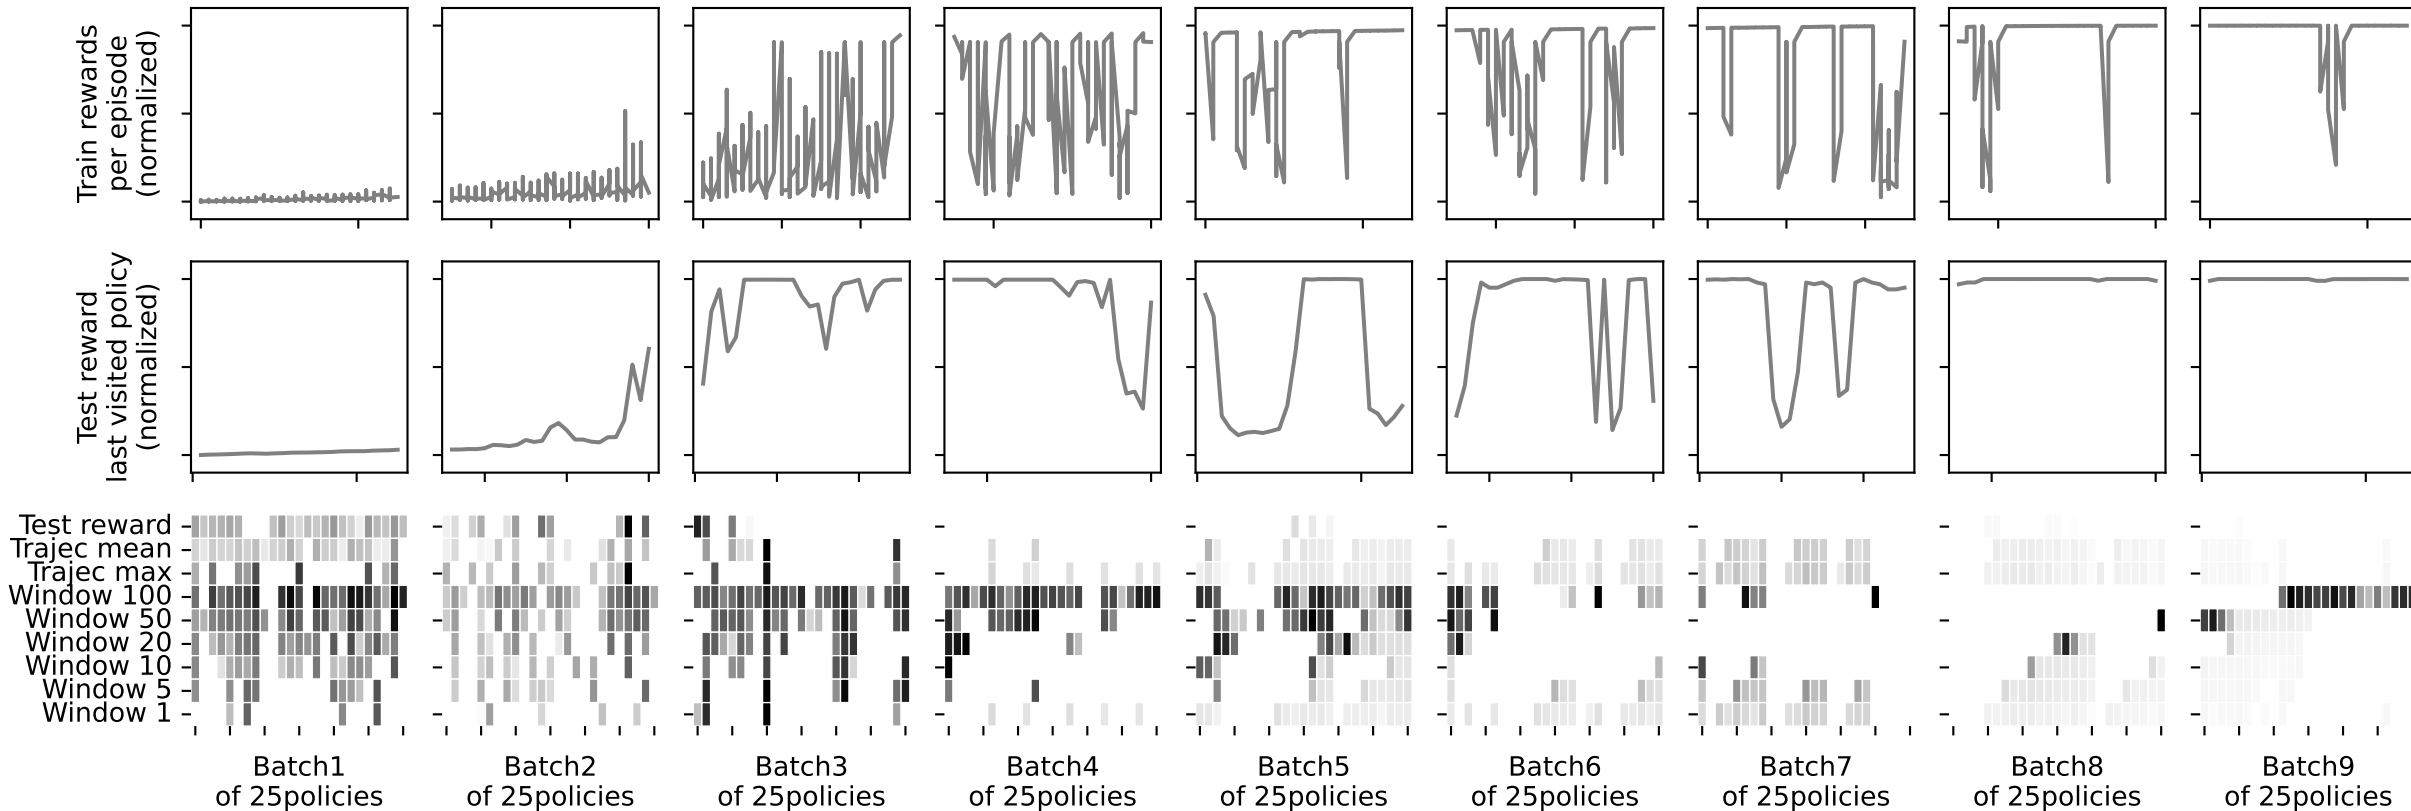 Train rewards
per episode
(normalized)
Test reward
last visited policy
(normalized)
Test reward
Trajec mean
Trajec max
Window 100
Window 50
Window 20
Window 10
Window 5
Window 1
Batch1
of 25policies
Batch2
of 25policies
Batch3
of 25policies
Batch4
of 25policies
Batch5
of 25policies
Batch6
of 25policies
Batch7
of 25policies
Batch8
of 25policies
Batch9
of 25policies